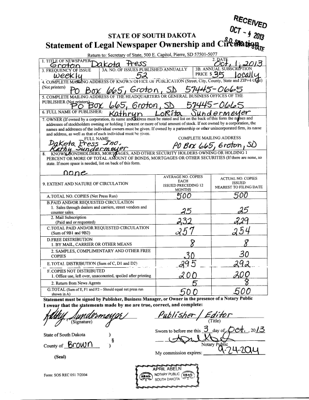 RECEIVED
OCT - 4 2013
STATE OF SOUTH DAKOTA
Statement of Legal Newspaper Ownership and Circulation
Return to: Secretary of State, 500 E. Capitol, Pierre, SD 57501-5077
1. TITLE OF NEWSPAPER
Groton Dakota Press
2. DATE
Oct 1, 2013
3. FREQUENCY OF ISSUE
weekly
3A. NO. OF ISSUES PUBLISHED ANNUALLY
52
3B. ANNUAL SUBSCRIPTION PRICE
$35 locally
4. COMPLETE MAILING ADDRESS OF KNOWN OFFICE OF PUBLICATION (Street, City, County, State and ZIP+4 Code) (Not printers)
PO Box 665, Groton, SD 57445-0665
5. COMPLETE MAILING ADDRESS OF THE HEADQUARTERS OR GENERAL BUSINESS OFFICES OF THE PUBLISHER
PO Box 665, Groton, SD 57445-0665
6. FULL NAME OF PUBLISHER:
Kathryn LoKista Sundermeyer
7. OWNER (If owned by a corporation, its name and address must be stated and also the names and
addresses of stockholders owning or holding 1 percent or more of total amount of stock. If not owned by a corporation, the
names and addresses of the individual owners must be given. If owned by a partnership or other unincorporated firm, its name
and address, as well as that of each individual must be given.
FULL NAME
COMPLETE MAILING ADDRESS
Dakota Press Inc.
PO Box 665, Groton, SD
8. KNOWN BONDHOLDERS, MORTGAGEES, AND OTHER SECURITY HOLDERS OWNING OR HOLDING 1
PERCENT OR MORE OF TOTAL AMOUNT OF BONDS, MORTGAGES OR OTHER SECURITIES (If there are none, so
state. If more space is needed, list on back of this form.
none
9. EXTENT AND NATURE OF CIRCULATION
AVERAGE NO. COPIES EACH ISSUED PRECEDING 12 MONTHS
ACTUAL NO. COPIES ISSUED NEAREST TO FILING DATE
A. TOTAL NO. COPIES (Net Press Run) 500 500
B. PAID AND/OR REQUESTED CIRCULATION
1. Sales through dealers and carriers, street vendors and counter sales 25 25
2. Mail Subscription (Paid and or requested) 232 229
C. TOTAL PAID AND/OR REQUESTED CIRCULATION (Sum of 9B1 and 9B2) 257 254
D. FREE DISTRIBUTION
1. BY MAIL, CARRIER OR OTHER MEANS 8 8
2. SAMPLES, COMPLIMENTARY AND OTHER FREE COPIES 30 30
E. TOTAL DISTRIBUTION (Sum of C, D1 and D2) 295 292
F. COPIES NOT DISTRIBUTED
1. Office use, left over, unaccounted, spoiled after printing 200 200
2. Return from News Agents 5 8
G. TOTAL (Sum of E, F1 and F2 - Should equal net press run shown in A) 500 500
Statement must be signed by Publisher, Business Manager, or Owner in the presence of a Notary Public
I swear that the statements made by me are true, correct, and complete:
Publisher / Editor
(Signature)
(Title)
State of South Dakota )
County of Brown )
(Seal)
Sworn to before me this 3 day of Oct, 2013
Notary Public
My commission expires: 9-24-2014
Form: SOS REC 051 7/2004
APRIL ABELN
NOTARY PUBLIC
SOUTH DAKOTA